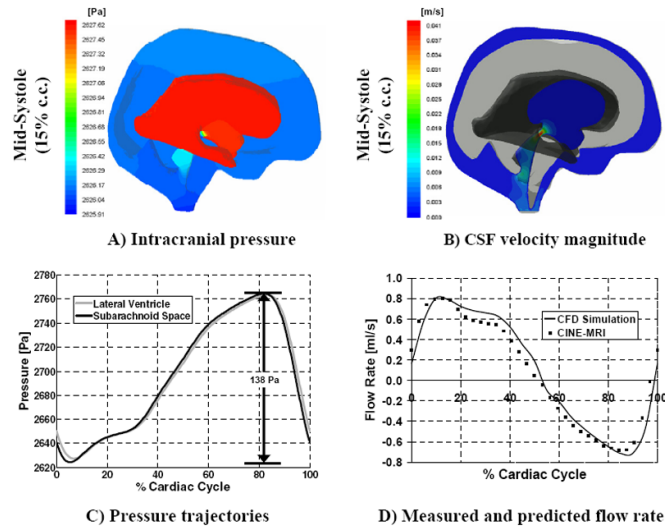 [Pa]
2627.62
2627.45
2627.32
2627.19
2627.06
2626.94
2626.81
2626.68
2626.55
2626.42
2626.29
2626.17
2626.04
2625.91
Mid-Systole
(15% c.c.)
A) Intracranial pressure
[m/s]
0.041
0.038
0.034
0.031
0.028
0.025
0.022
0.018
0.015
0.012
0.009
0.006
0.003
0.000
Mid-Systole
(15% c.c.)
B) CSF velocity magnitude
2780
2760
2740
2720
2700
2680
2660
2640
2620
Pressure [Pa]
Lateral Ventricle
Subarachnoid Space
138 Pa
0 20 40 60 80 100
% Cardiac Cycle
C) Pressure trajectories
1.0
0.8
0.6
0.4
0.2
0.0
-0.2
-0.4
-0.6
-0.8
Flow Rate [ml/s]
CFD Simulation
CINE-MRI
0 20 40 60 80 100
% Cardiac Cycle
D) Measured and predicted flow rate